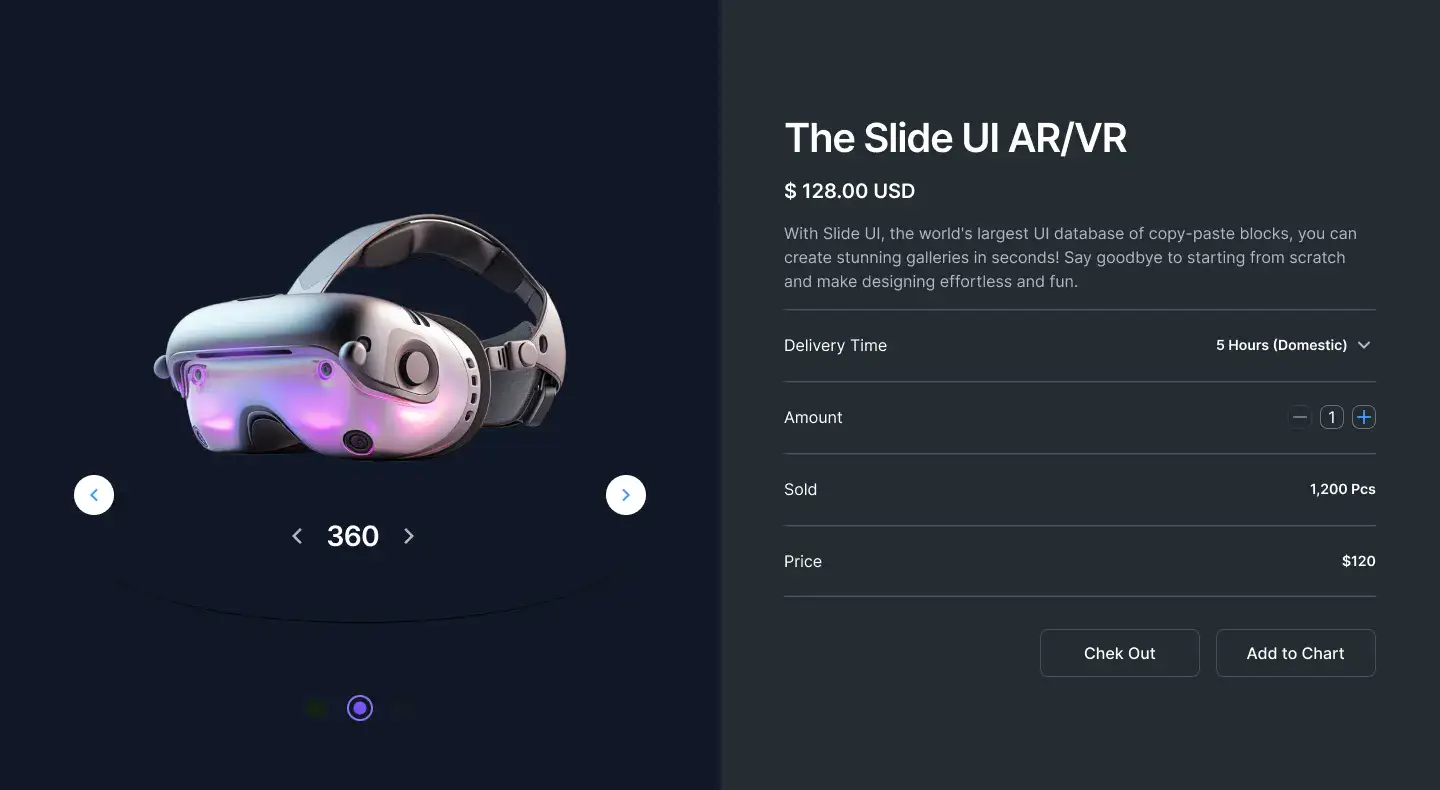 The Slide UI AR/VR
$ 128.00 USD
With Slide UI, the world's largest UI database of copy-paste blocks, you can
create stunning galleries in seconds! Say goodbye to starting from scratch
and make designing effortless and fun.
Delivery Time 5 Hours (Domestic)
Amount 1
Sold 1,200 Pcs
Price $120
Chek Out Add to Chart
360